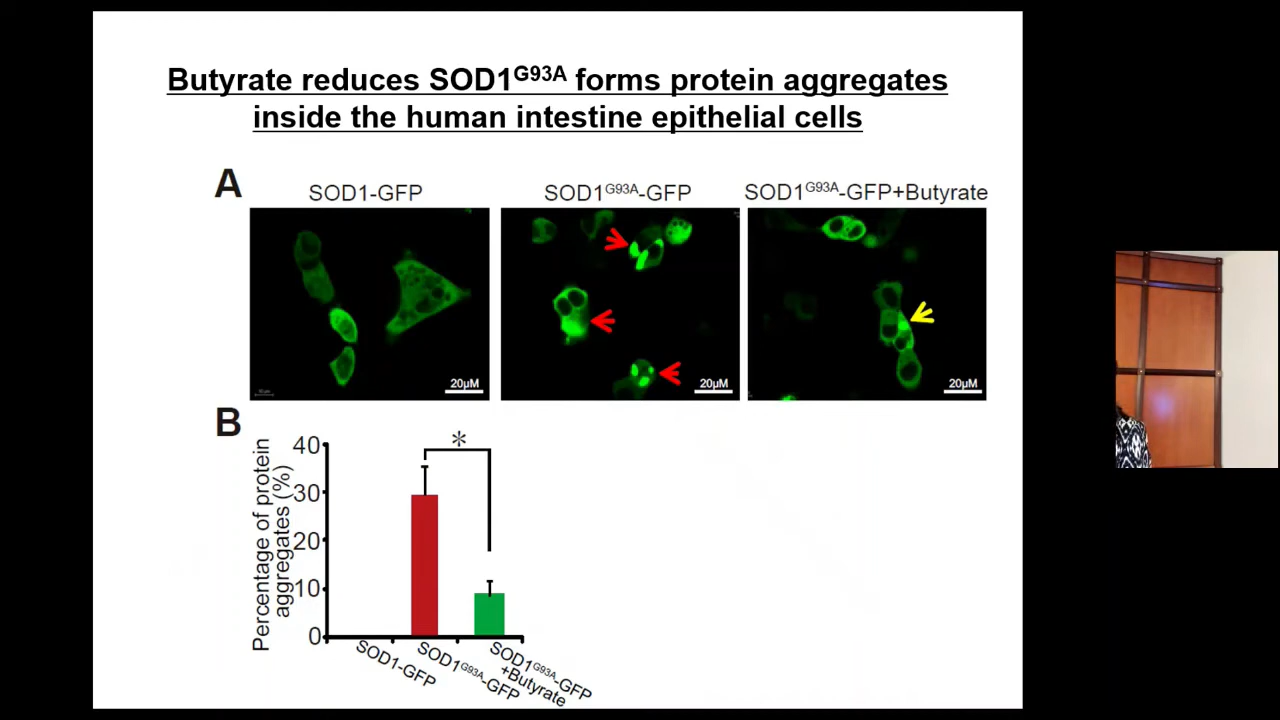 Butyrate reduces SOD1G93A forms protein aggregates
inside the human intestine epithelial cells
A
SOD1-GFP
SOD1G93A-GFP
SOD1G93A-GFP+Butyrate
20µM
20µM
20µM
B
Percentage of protein
aggregates (%)
40
30
20
10
0
*
SOD1-GFP
SOD1G93A-GFP
SOD1G93A-GFP
+Butyrate